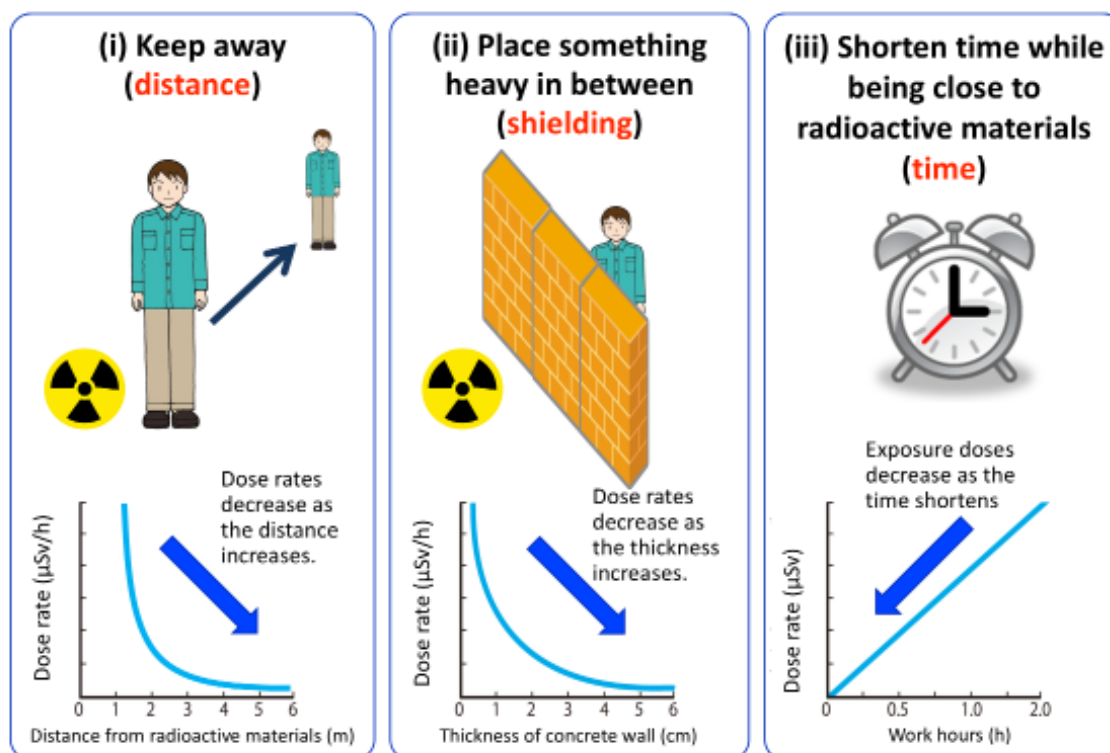 (i) Keep away
(distance)
Dose rates
decrease as
the distance
increases.
Dose rate (μSv/h)
0 1 2 3 4 5 6
Distance from radioactive materials (m)
(ii) Place something
heavy in between
(shielding)
Dose rates
decrease as
the thickness
increases.
Dose rate (μSv/h)
0 1 2 3 4 5 6
Thickness of concrete wall (cm)
(iii) Shorten time while
being close to
radioactive materials
(time)
Exposure doses
decrease as the
time shortens
Dose rate (μSv)
0 0.5 1.0 2.0
Work hours (h)